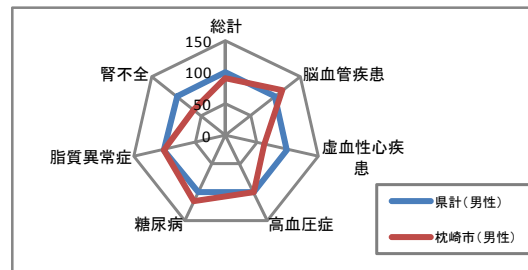 総計
150
100
50
0
脳血管疾患
虚血性心疾
患
高血圧症
糖尿病
脂質異常症
腎不全
県計(男性)
枕崎市(男性)